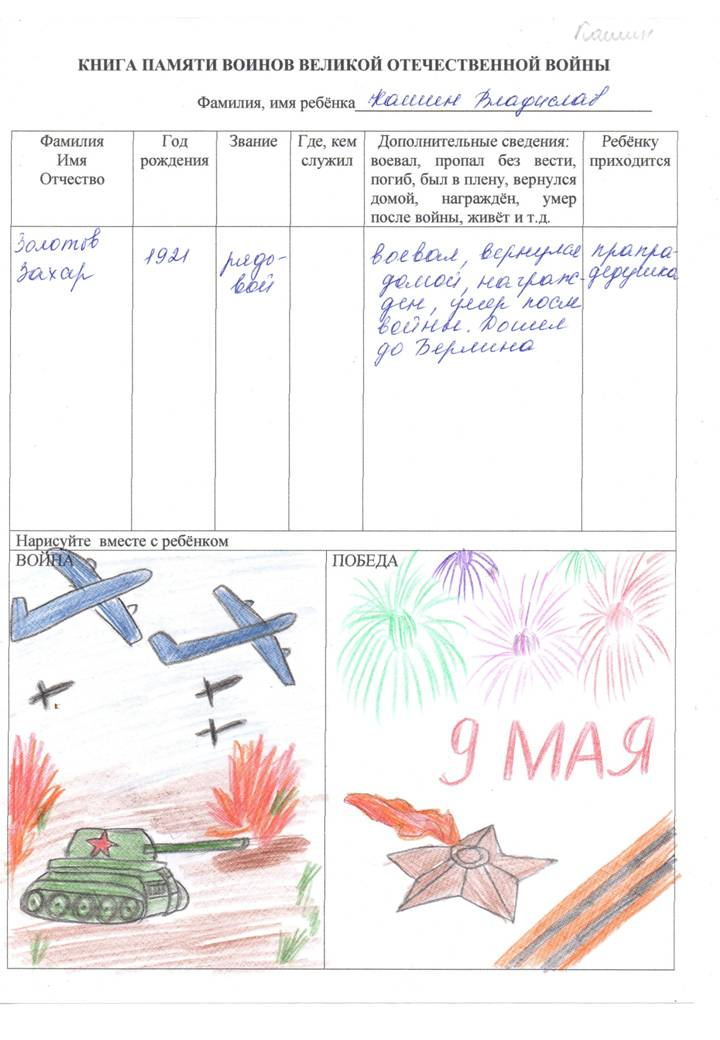 Кашин
КНИГА ПАМЯТИ ВОИНОВ ВЕЛИКОЙ ОТЕЧЕСТВЕННОЙ ВОЙНЫ
Фамилия, имя ребёнка Кашин Владислав
Фамилия
Имя
Отчество
Год
рождения
Звание
Где, кем
служил
Дополнительные сведения:
воевал, пропал без вести,
погиб, был в плену, вернулся
домой, награждён, умер
после войны, живёт и т.д.
Ребёнку
приходится
Золотов
Захар
1921
рядо-
вой
воевал, вернулся
домой, награж-
ден, умер после
войны. Дошел
до Берлина
прапра-
дедушка
Нарисуйте вместе с ребёнком
ВОЙНА
ПОБЕДА
9 МАЯ